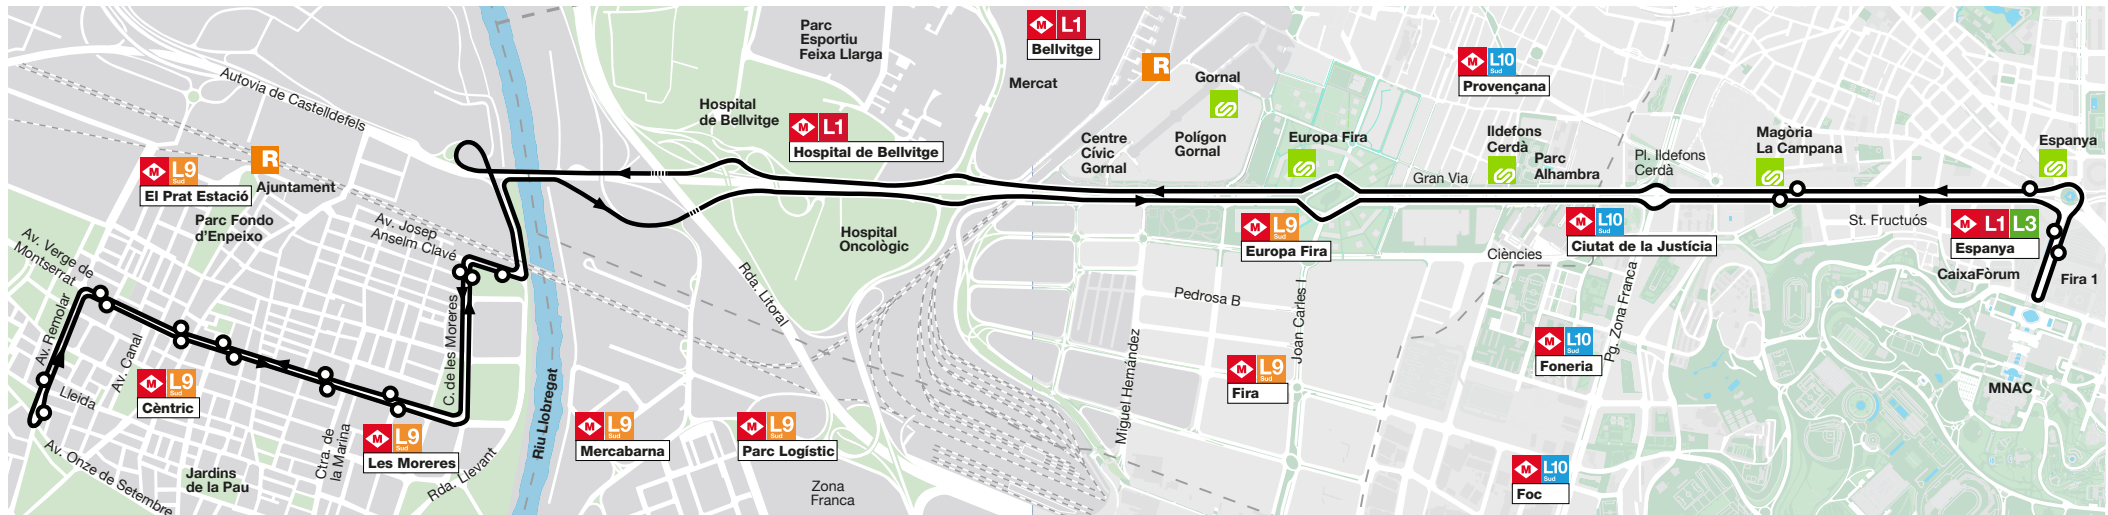 Parc
Esportiu
Feixa Llarga
M L1
Bellvitge
Mercat
R
Gornal
M L10
Sud
Provençana
Autovia de Castelldefels
Hospital
de Bellvitge
M L1
Hospital de Bellvitge
Centre
Cívic
Gornal
Polígon
Gornal
Europa Fira
Ildefons
Cerdà
Parc
Alhambra
Pl. Ildefons
Cerdà
Magòria
La Campana
Espanya
M L9
Sud
El Prat Estació
R
Ajuntament
Gran Via
Parc Fondo
d'Enpeixo
Av. Josep
Anselm Clavé
Av. Verge de
Montserrat
Hospital
Oncològic
M L9
Sud
Europa Fira
M L10
Sud
Ciutat de la Justícia
St. Fructuós
M L1 L3
Espanya
Ciències
CaixaFòrum
Fira 1
Rda. Litoral
Pedrosa B
Joan Carles I
Pg. Zona Franca
Av. Remolar
Av. Canal
C. de les Moreres
Lleida
M L9
Sud
Cèntric
Riu Llobregat
Miguel Hernández
M L9
Sud
Fira
M L10
Sud
Foneria
MNAC
Av. Onze de Setembre
Jardins
de la Pau
Ctra. de
la Marina
M L9
Sud
Les Moreres
Rda. Llevant
M L9
Sud
Mercabarna
M L9
Sud
Parc Logístic
Zona
Franca
M L10
Sud
Foc